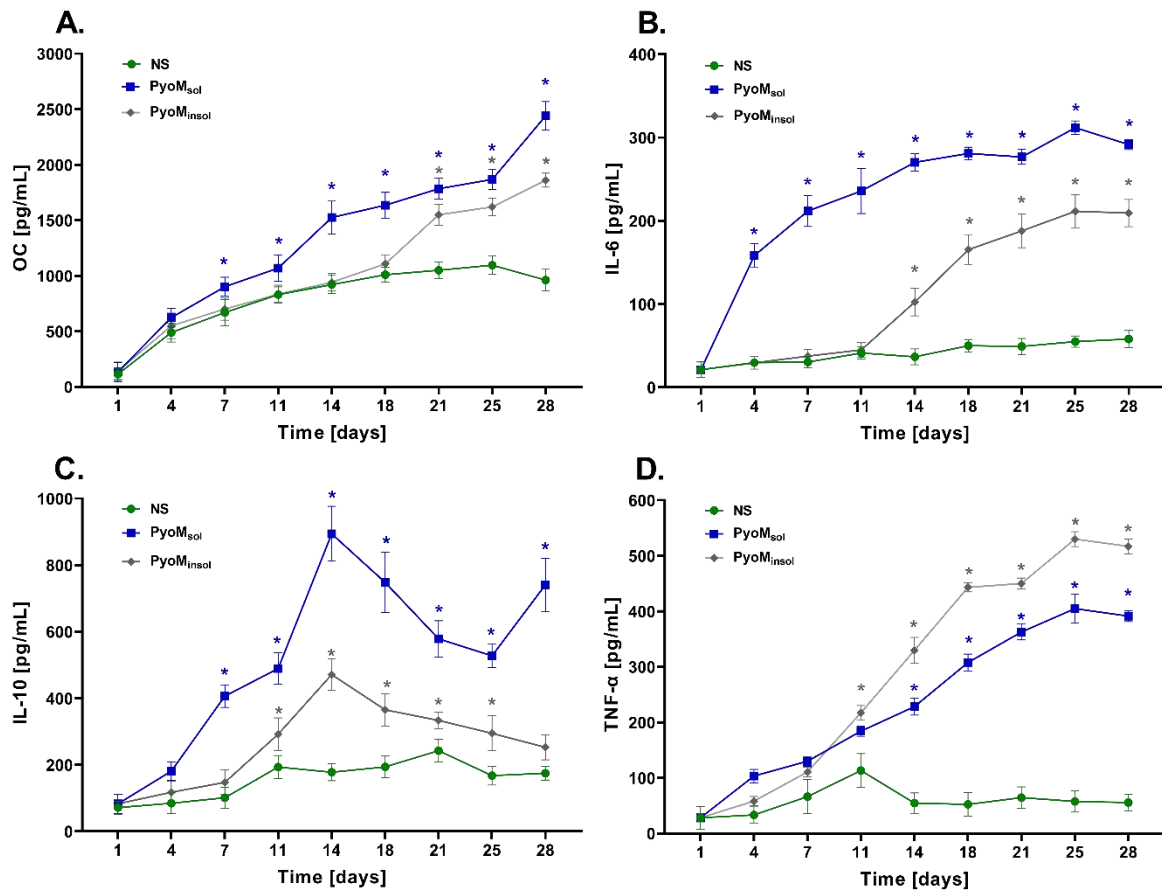 A.
3000
2500
2000
1500
1000
500
0
OC [pg/mL]
NS
PyoMsol
PyoMinsol
* * * * * * * * * *
1 4 7 11 14 18 21 25 28
Time [days]
B.
400
300
200
100
0
IL-6 [pg/mL]
NS
PyoMsol
PyoMinsol
* * * * * * * * * * * * *
1 4 7 11 14 18 21 25 28
Time [days]
C.
1000
800
600
400
200
0
IL-10 [pg/mL]
NS
PyoMsol
PyoMinsol
* * * * * * * * * * * *
1 4 7 11 14 18 21 25 28
Time [days]
D.
600
500
400
300
200
100
0
TNF-α [pg/mL]
NS
PyoMsol
PyoMinsol
* * * * * * * * * * *
1 4 7 11 14 18 21 25 28
Time [days]